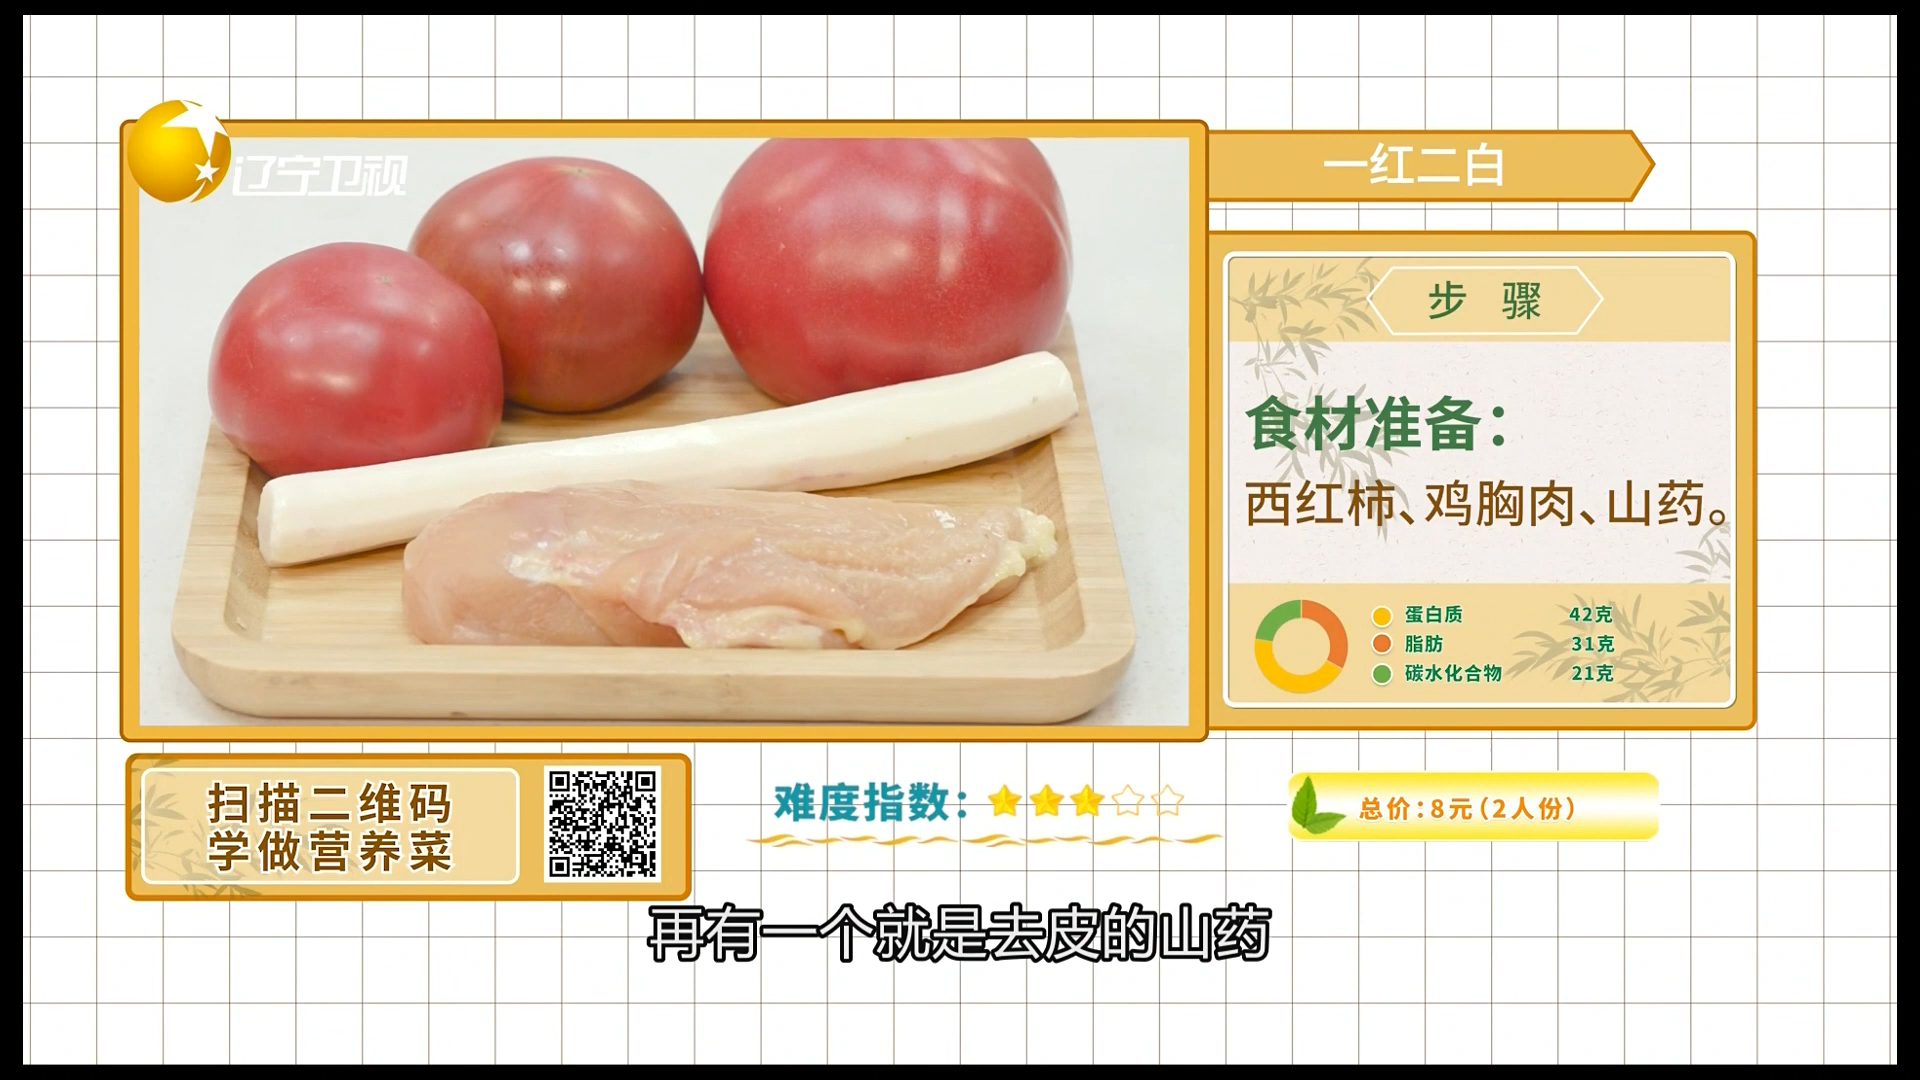 辽宁卫视
一红二白
步骤
食材准备：
西红柿、鸡胸肉、山药。
蛋白质 42克
脂肪 31克
碳水化合物 21克
扫描二维码
学做营养菜
难度指数：
总价：8元（2人份）
再有一个就是去皮的山药